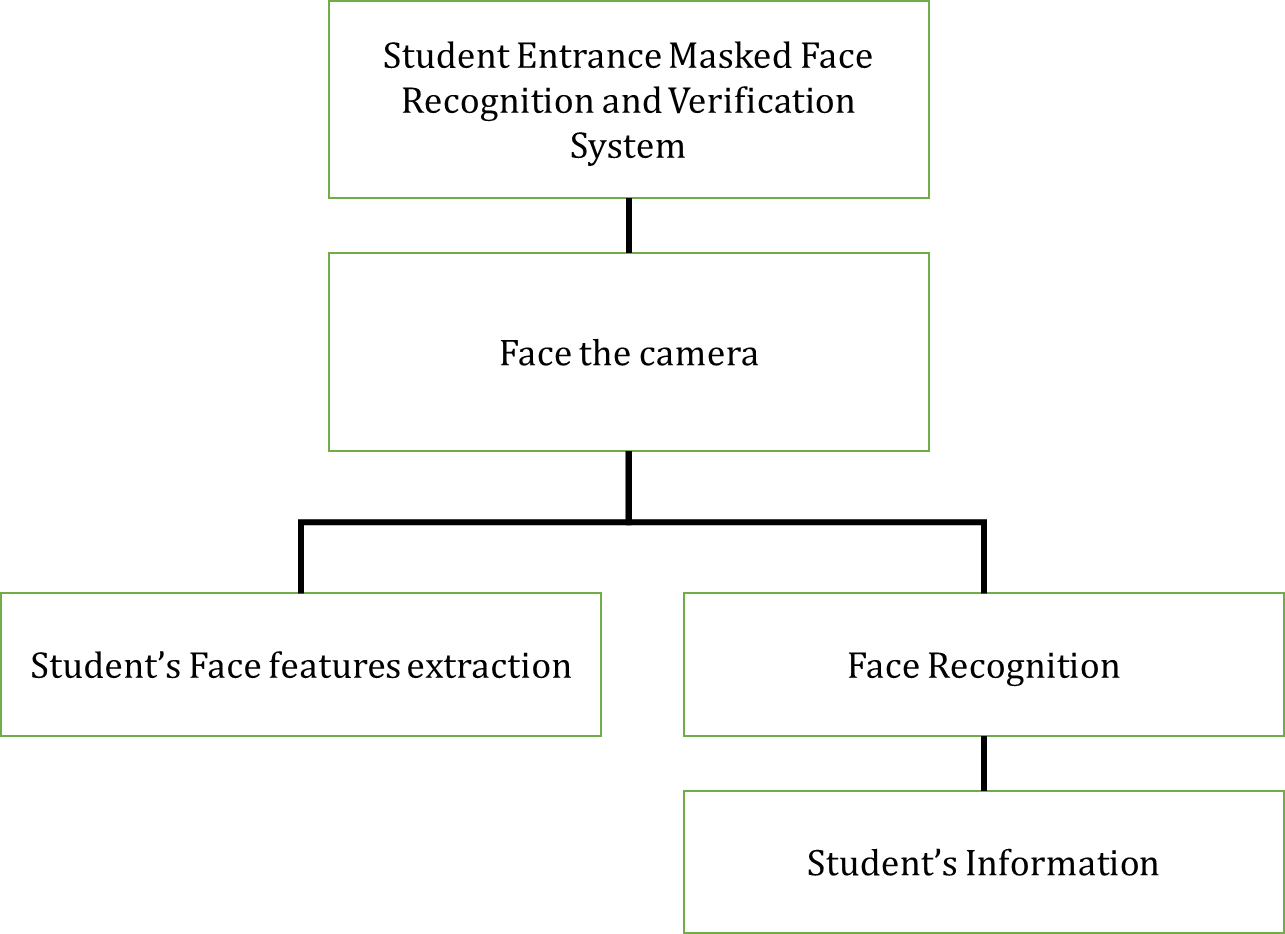 Student Entrance Masked Face
Recognition and Verification
System
Face the camera
Student’s Face features extraction
Face Recognition
Student’s Information